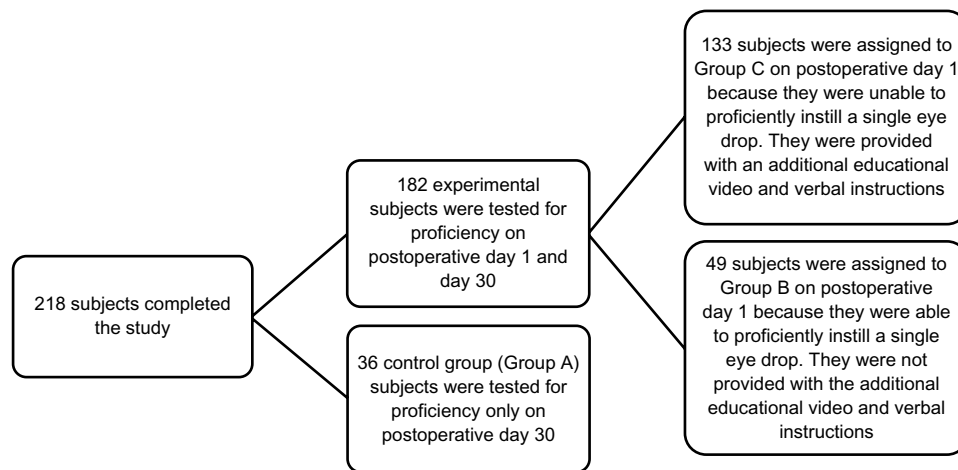 218 subjects completed
the study
182 experimental
subjects were tested for
proficiency on
postoperative day 1 and
day 30
36 control group (Group A)
subjects were tested for
proficiency only on
postoperative day 30
133 subjects were assigned to
Group C on postoperative day 1
because they were unable to
proficiently instill a single eye
drop. They were provided
with an additional educational
video and verbal instructions
49 subjects were assigned to
Group B on postoperative
day 1 because they were able
to proficiently instill a single
eye drop. They were not
provided with the additional
educational video and verbal
instructions